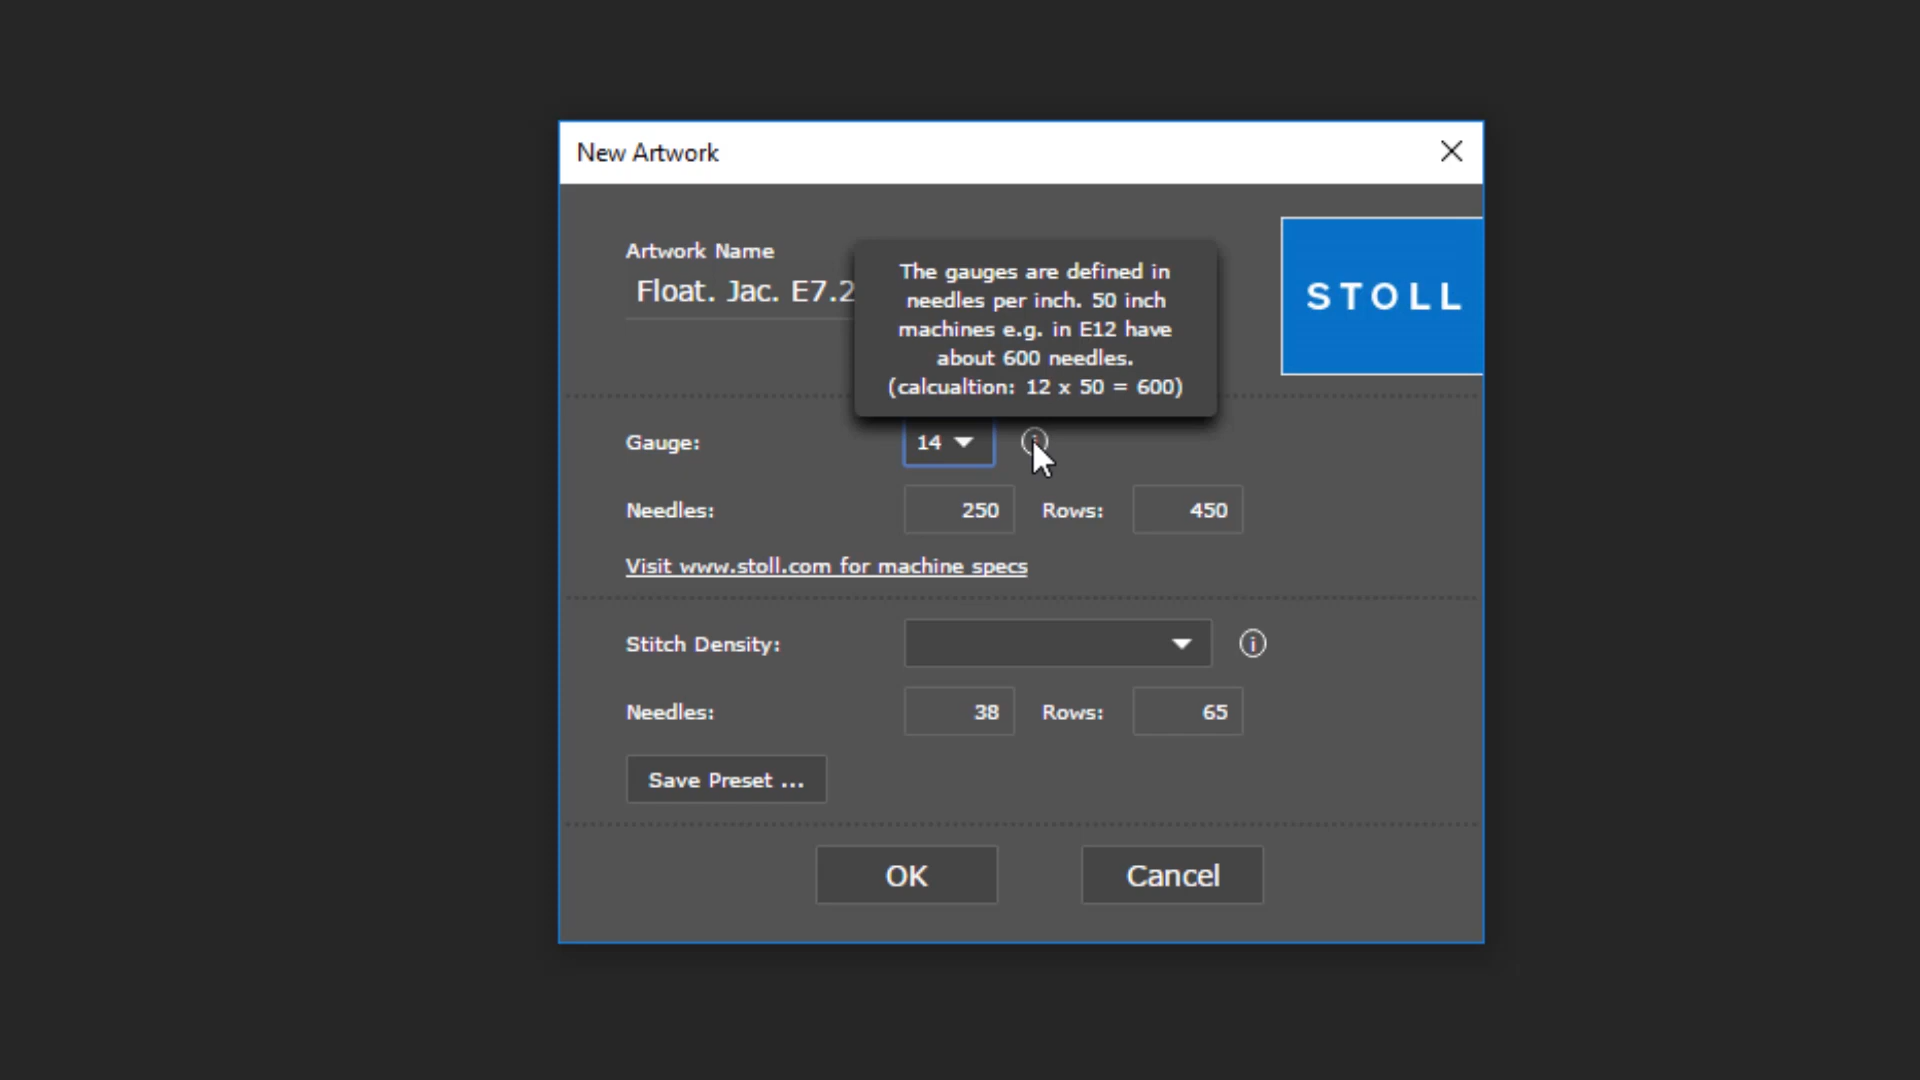 New Artwork
Artwork Name
Float. Jac. E7.2
STOLL
The gauges are defined in
needles per inch. 50 inch
machines e.g. in E12 have
about 600 needles.
(calcualtion: 12 x 50 = 600)
Gauge:
14
Needles:
250
Rows:
450
Visit www.stoll.com for machine specs
Stitch Density:
i
Needles:
38
Rows:
65
Save Preset ...
OK
Cancel